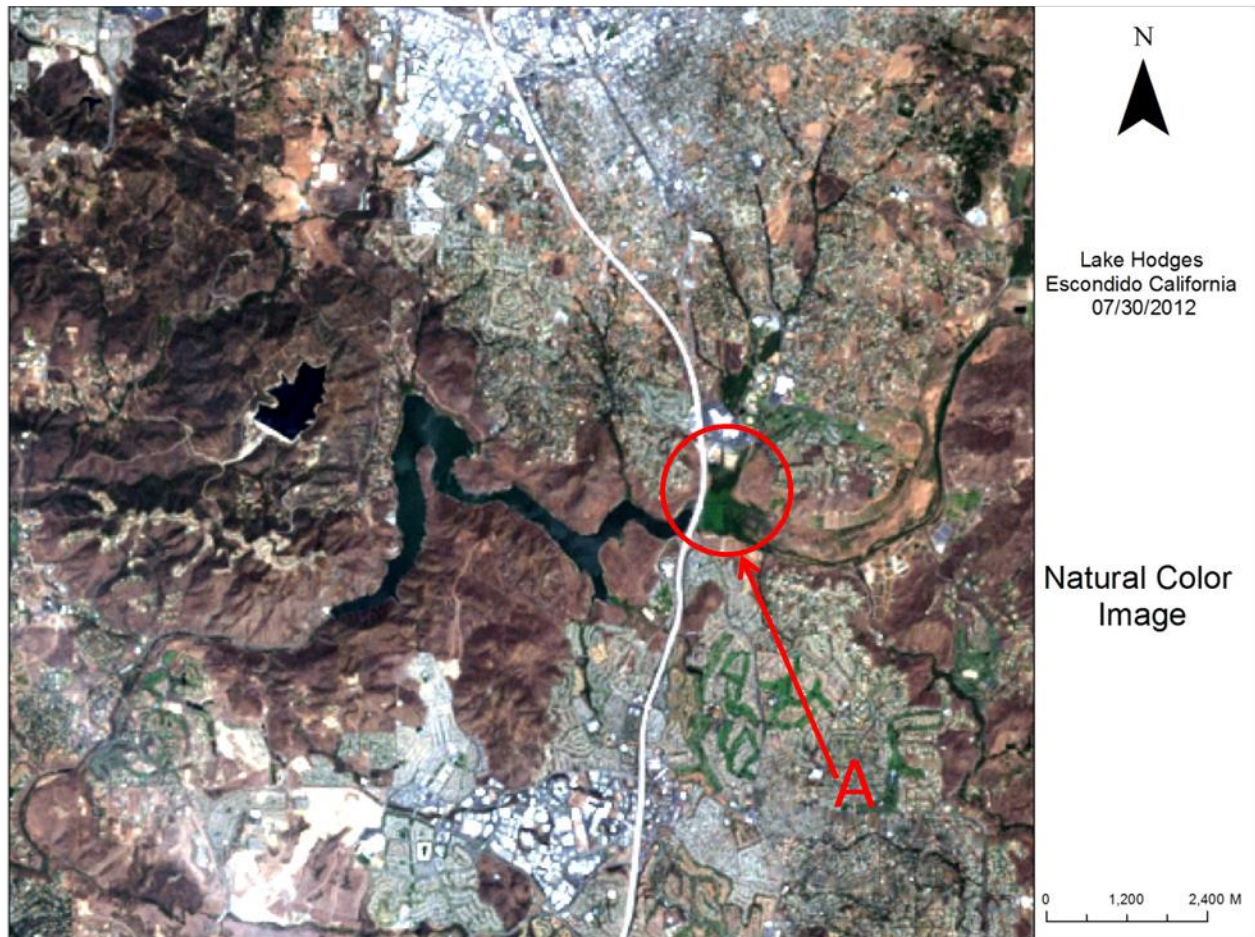 N
Lake Hodges
Escondido California
07/30/2012
Natural Color
Image
A
0 1,200 2,400 M